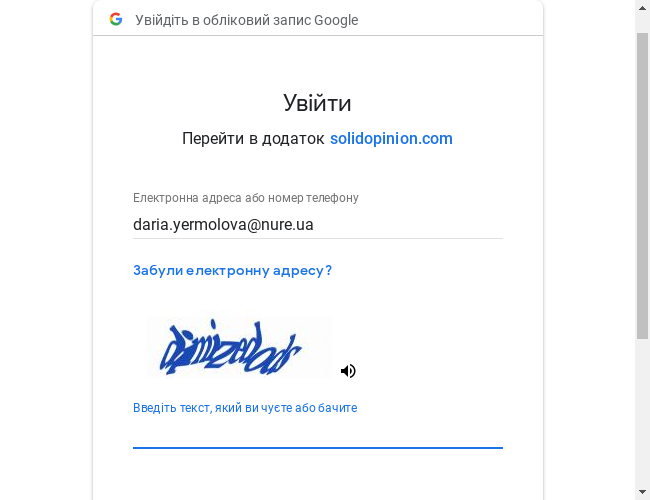 Увійдіть в обліковий запис Google
Увійти
Перейти в додаток solidopinion.com
Електронна адреса або номер телефону
daria.yermolova@nure.ua
Забули електронну адресу?
Введіть текст, який ви чуєте або бачите